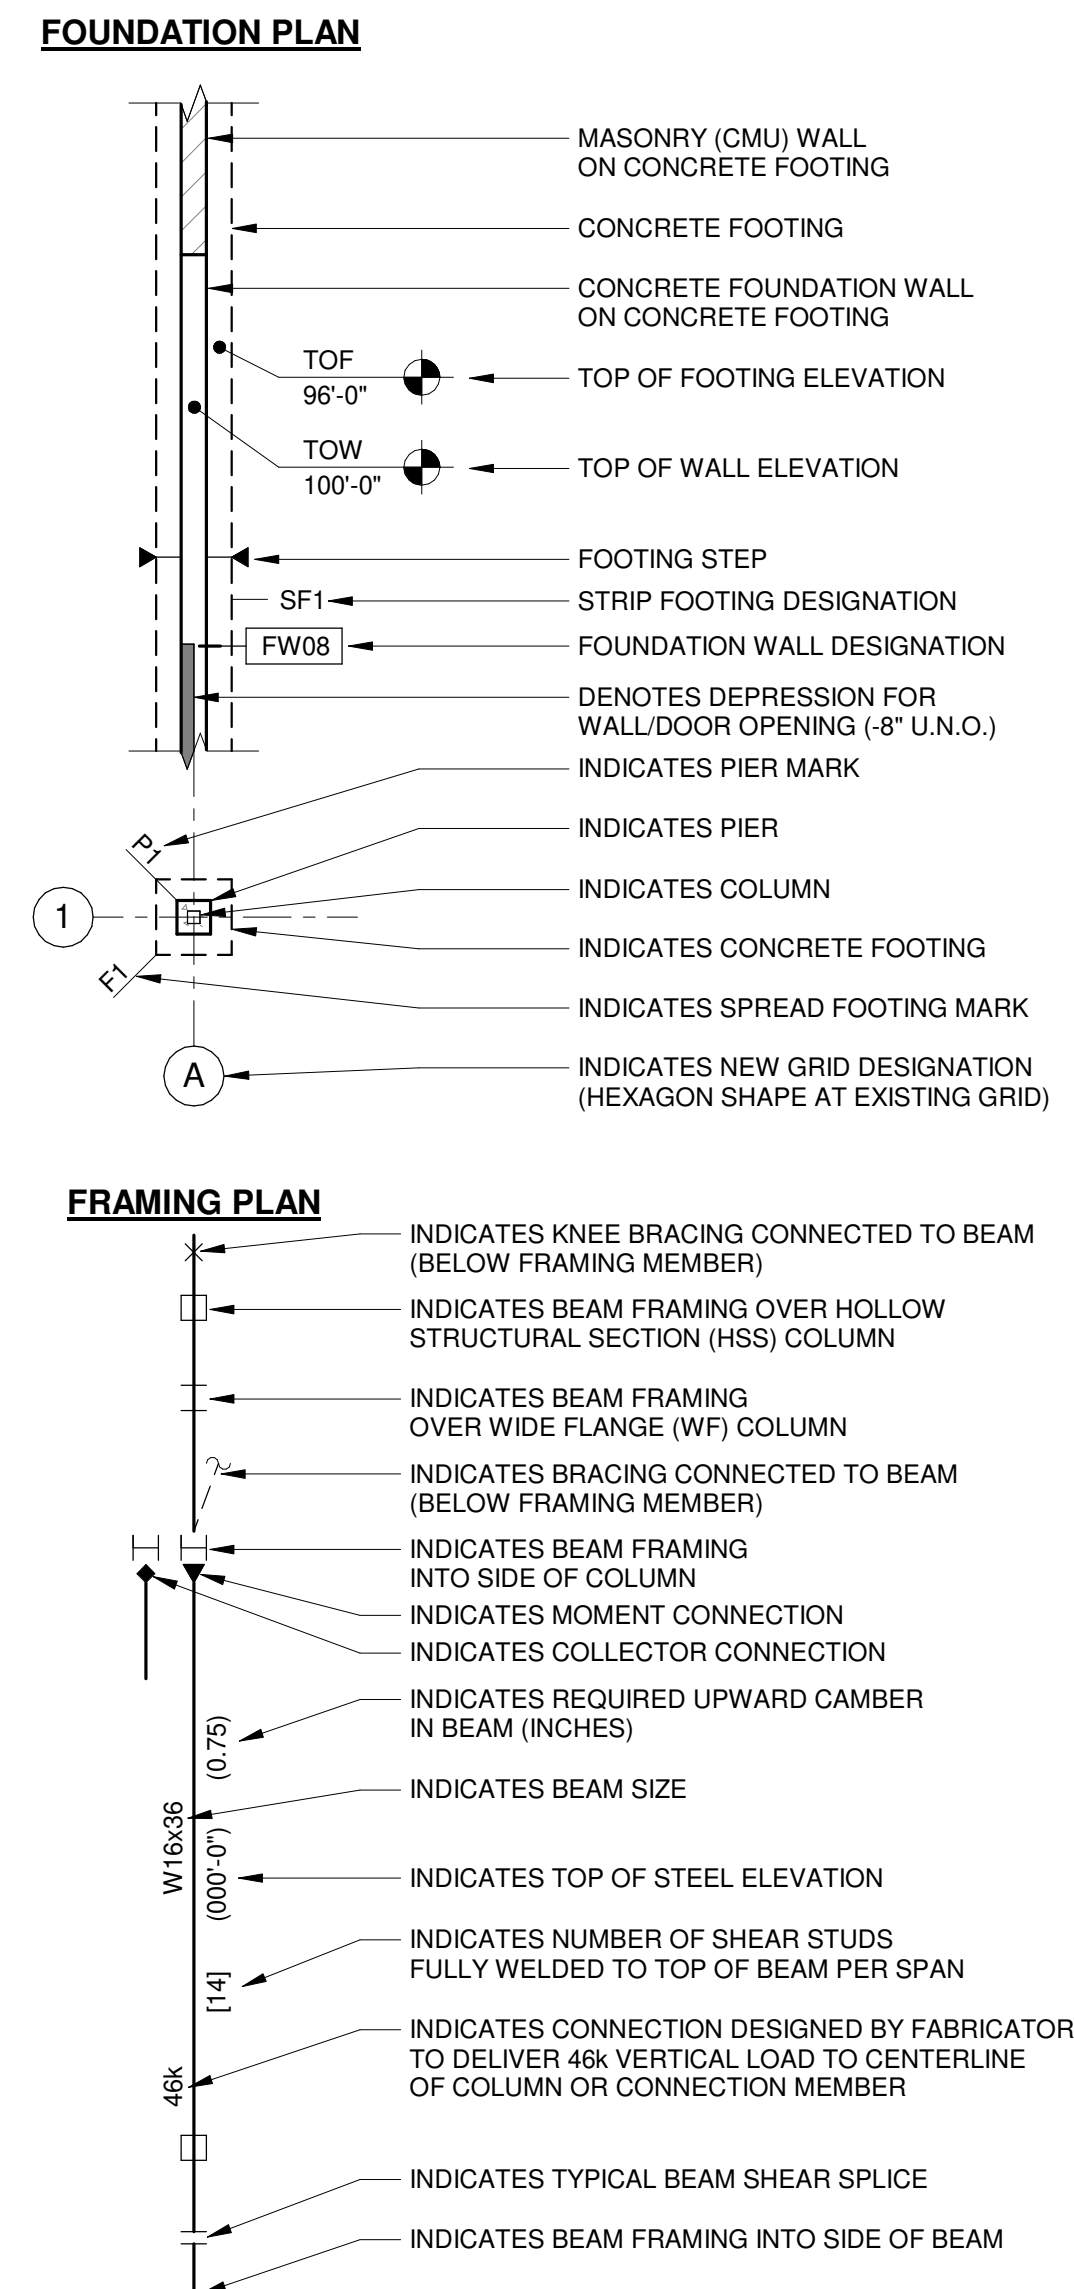 FOUNDATION PLAN
MASONRY (CMU) WALL
ON CONCRETE FOOTING
CONCRETE FOOTING
CONCRETE FOUNDATION WALL
ON CONCRETE FOOTING
TOF
96'-0"
TOP OF FOOTING ELEVATION
TOW
100'-0"
TOP OF WALL ELEVATION
FOOTING STEP
SF1
STRIP FOOTING DESIGNATION
FW08
FOUNDATION WALL DESIGNATION
DENOTES DEPRESSION FOR
WALL/DOOR OPENING (-8" U.N.O.)
INDICATES PIER MARK
P1
INDICATES PIER
INDICATES COLUMN
1
INDICATES CONCRETE FOOTING
F1
INDICATES SPREAD FOOTING MARK
A
INDICATES NEW GRID DESIGNATION
(HEXAGON SHAPE AT EXISTING GRID)
FRAMING PLAN
INDICATES KNEE BRACING CONNECTED TO BEAM
(BELOW FRAMING MEMBER)
INDICATES BEAM FRAMING OVER HOLLOW
STRUCTURAL SECTION (HSS) COLUMN
INDICATES BEAM FRAMING
OVER WIDE FLANGE (WF) COLUMN
INDICATES BRACING CONNECTED TO BEAM
(BELOW FRAMING MEMBER)
INDICATES BEAM FRAMING
INTO SIDE OF COLUMN
INDICATES MOMENT CONNECTION
INDICATES COLLECTOR CONNECTION
(0.75)
INDICATES REQUIRED UPWARD CAMBER
IN BEAM (INCHES)
W16x36
INDICATES BEAM SIZE
(000'-0")
INDICATES TOP OF STEEL ELEVATION
[14]
INDICATES NUMBER OF SHEAR STUDS
FULLY WELDED TO TOP OF BEAM PER SPAN
46k
INDICATES CONNECTION DESIGNED BY FABRICATOR
TO DELIVER 46k VERTICAL LOAD TO CENTERLINE
OF COLUMN OR CONNECTION MEMBER
INDICATES TYPICAL BEAM SHEAR SPLICE
INDICATES BEAM FRAMING INTO SIDE OF BEAM